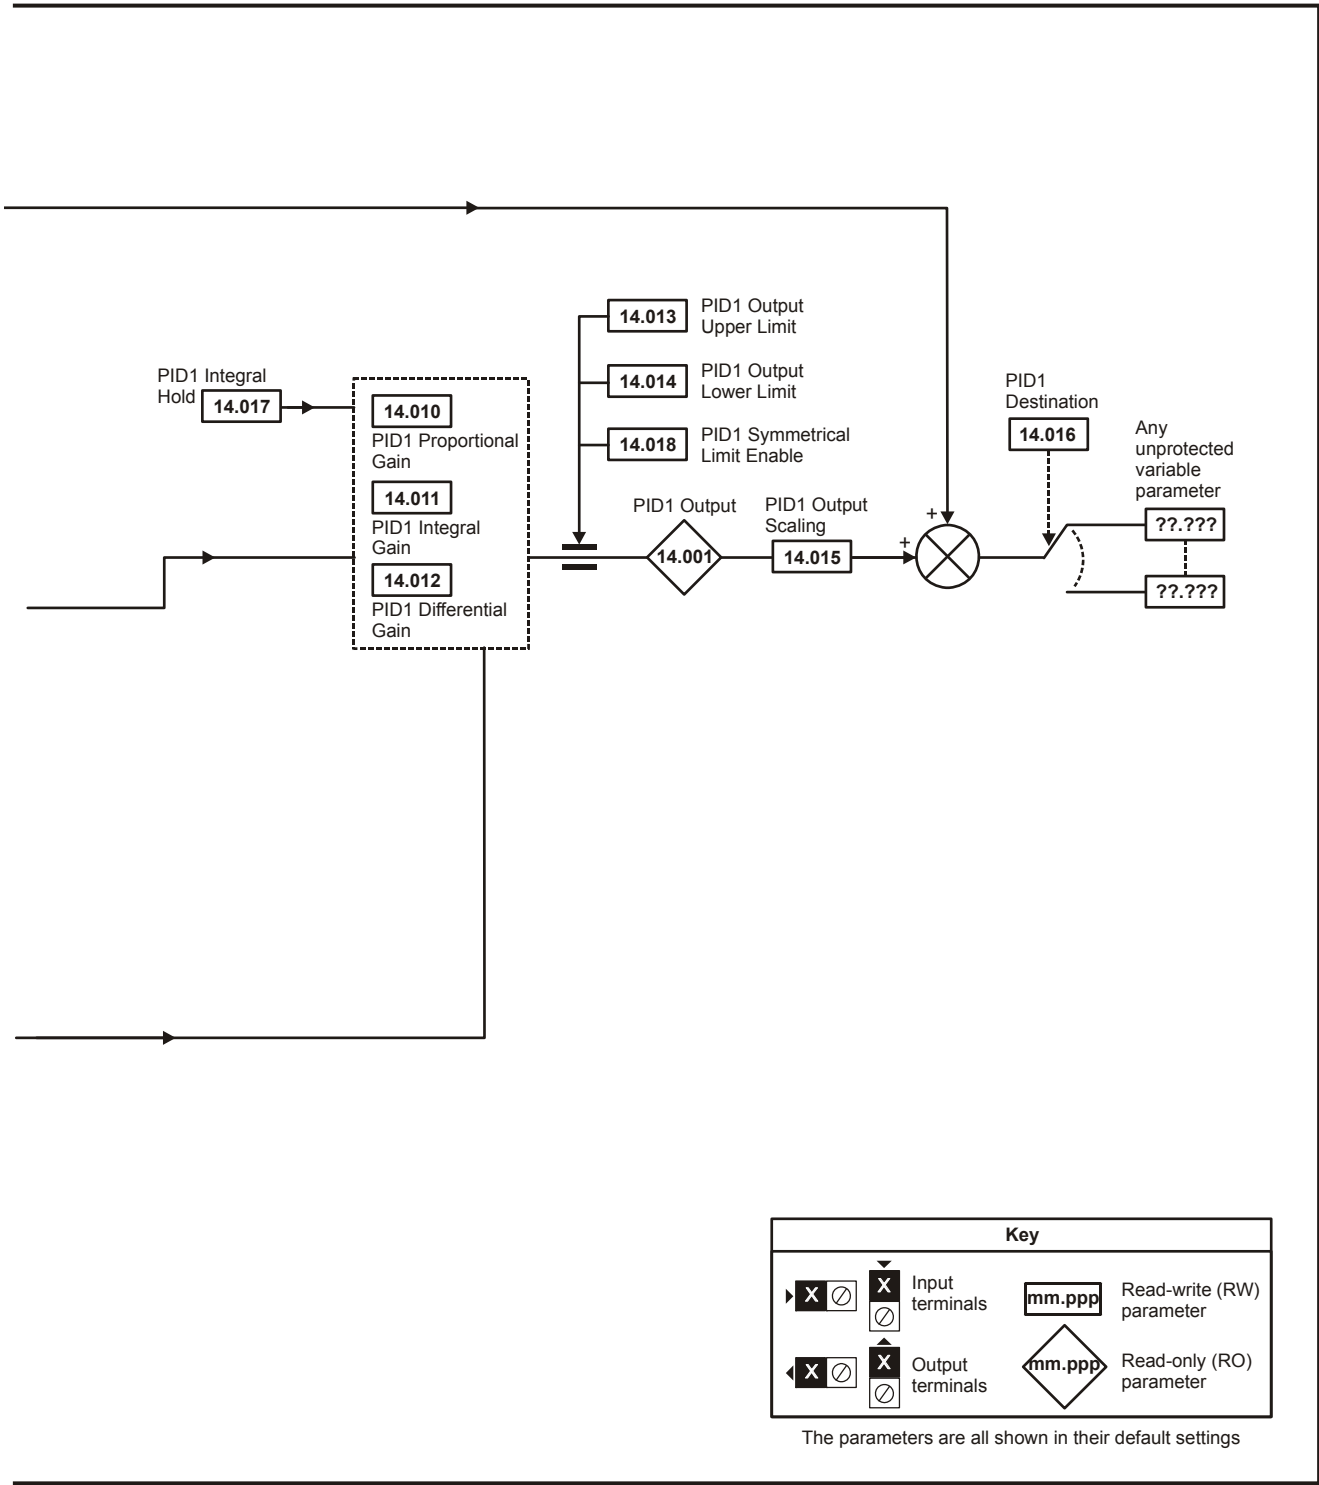 PID1 Integral
Hold
14.017
14.010
PID1 Proportional
Gain
14.011
PID1 Integral
Gain
14.012
PID1 Differential
Gain
14.013
PID1 Output
Upper Limit
14.014
PID1 Output
Lower Limit
14.018
PID1 Symmetrical
Limit Enable
PID1 Output
14.001
PID1 Output
Scaling
14.015
+
+
PID1
Destination
14.016
Any
unprotected
variable
parameter
??.???
??.???
Key
X
X
Input
terminals
mm.ppp
Read-write (RW)
parameter
X
X
Output
terminals
mm.ppp
Read-only (RO)
parameter
The parameters are all shown in their default settings